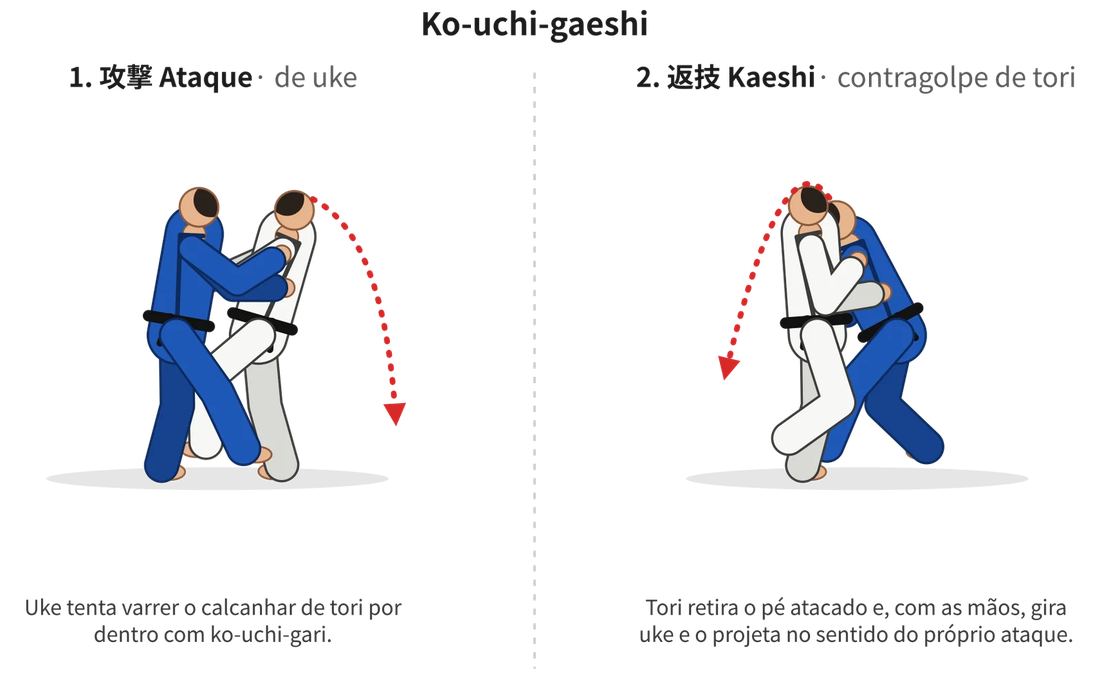 Ko-uchi-gaeshi
1. 攻撃 Ataque · de uke
2. 返技 Kaeshi · contragolpe de tori
Uke tenta varrer o calcanhar de tori por
dentro com ko-uchi-gari.
Tori retira o pé atacado e, com as mãos, gira
uke e o projeta no sentido do próprio ataque.